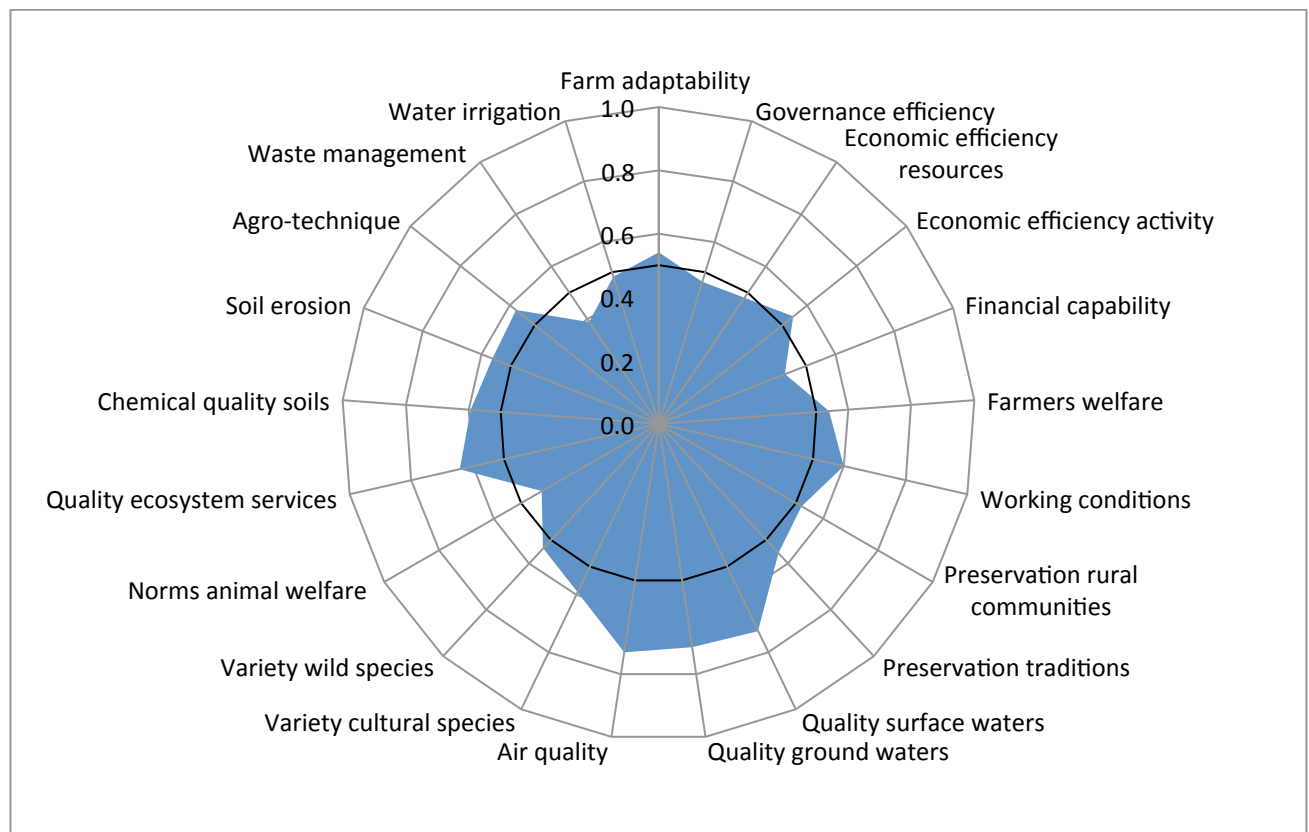 Farm adaptability
Water irrigation
1.0
Governance efficiency
Economic efficiency
resources
Waste management
0.8
Agro-technique
Economic efficiency activity
0.6
Soil erosion
0.4
Financial capability
0.2
Chemical quality soils
Farmers welfare
0.0
Quality ecosystem services
Working conditions
Norms animal welfare
Preservation rural
communities
Variety wild species
Preservation traditions
Variety cultural species
Quality surface waters
Air quality
Quality ground waters